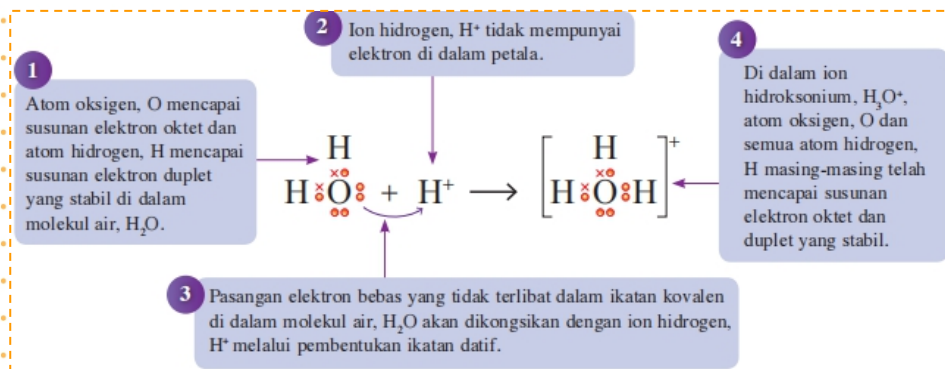 1
Atom oksigen, O mencapai
susunan elektron oktet dan
atom hidrogen, H mencapai
susunan elektron duplet
yang stabil di dalam
molekul air, H₂O.
2
Ion hidrogen, H⁺ tidak mempunyai
elektron di dalam petala.
H
H O + H⁺ ⟶
H
[H O H]⁺
3
Pasangan elektron bebas yang tidak terlibat dalam ikatan kovalen
di dalam molekul air, H₂O akan dikongsikan dengan ion hidrogen,
H⁺ melalui pembentukan ikatan datif.
4
Di dalam ion
hidroksonium, H₃O⁺,
atom oksigen, O dan
semua atom hidrogen,
H masing-masing telah
mencapai susunan
elektron oktet dan
duplet yang stabil.